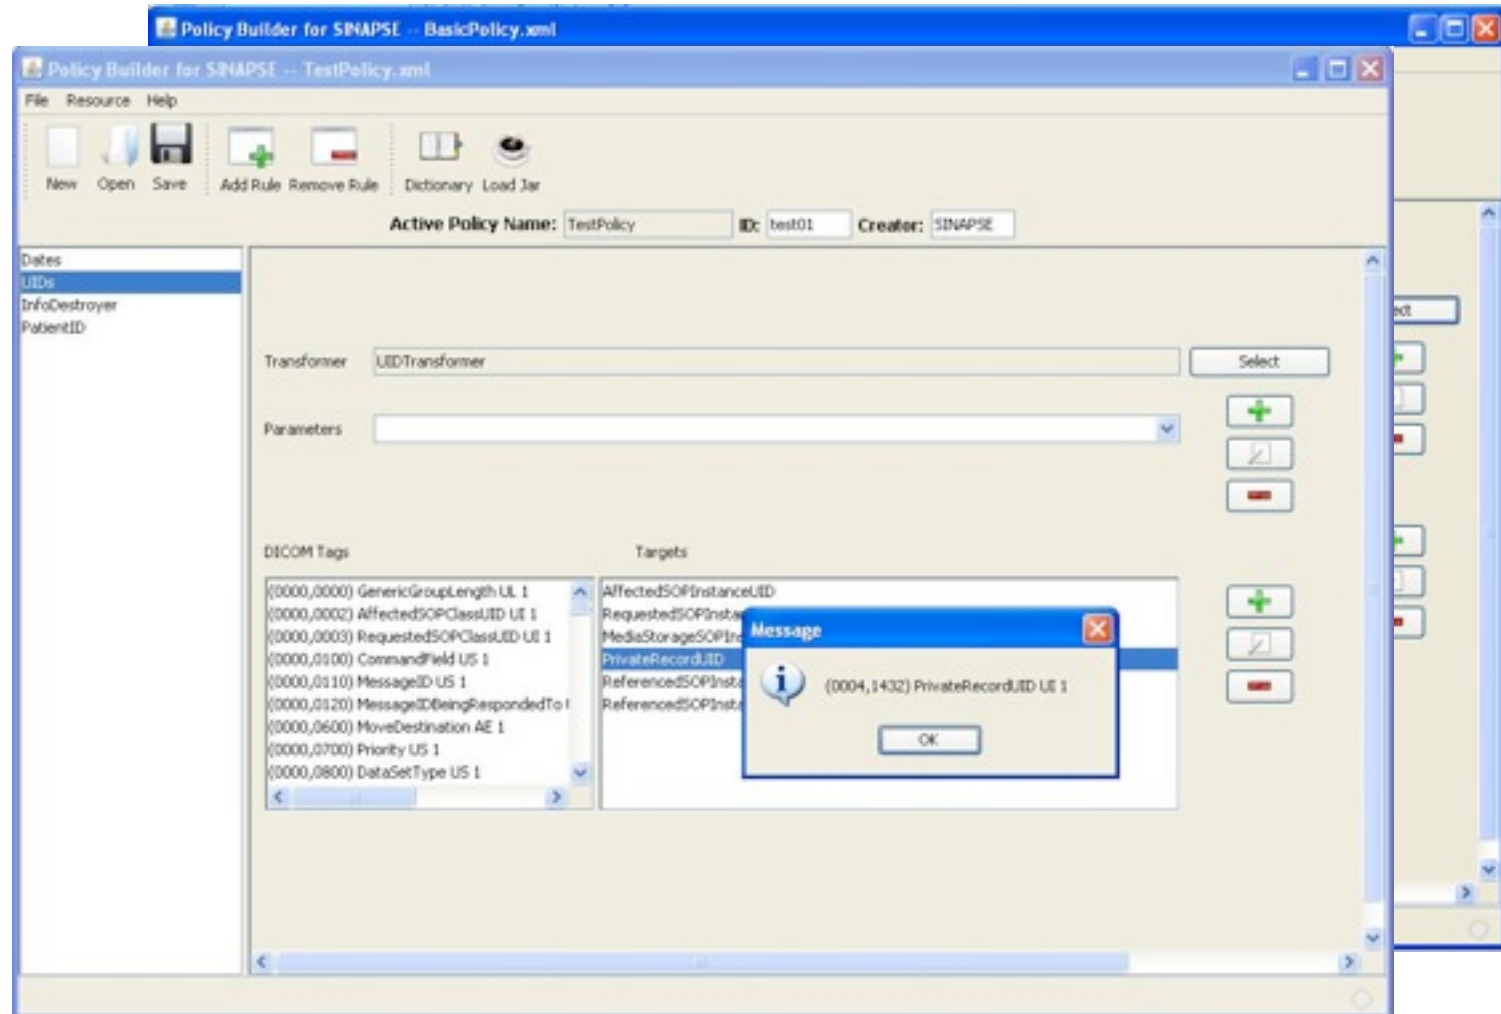 Policy Builder for SINAPSE -- BasicPolicy.xml
Policy Builder for SINAPSE -- TestPolicy.xml
File Resource Help
New Open Save Add Rule Remove Rule Dictionary Load Jar
Active Policy Name: TestPolicy ID: test01 Creator: SINAPSE
Dates
UIDs
InfoDestroyer
PatientID
ect
Transformer UIDTransformer Select
Parameters
DICOM Tags Targets
(0000,0000) GenericGroupLength UL 1 AffectedSOPInstanceUID
(0000,0002) AffectedSOPClassUID UI 1 RequestedSOPInsta
(0000,0003) RequestedSOPClassUID UI 1 MediaStorageSOPIns
(0000,0100) CommandField US 1 PrivateRecordUID
(0000,0110) MessageID US 1 ReferencedSOPInsta
(0000,0120) MessageIDBeingRespondedTo ReferencedSOPInsta
(0000,0600) MoveDestination AE 1
(0000,0700) Priority US 1
(0000,0800) DataSetType US 1
Message
(0004,1432) PrivateRecordUID UI 1
OK